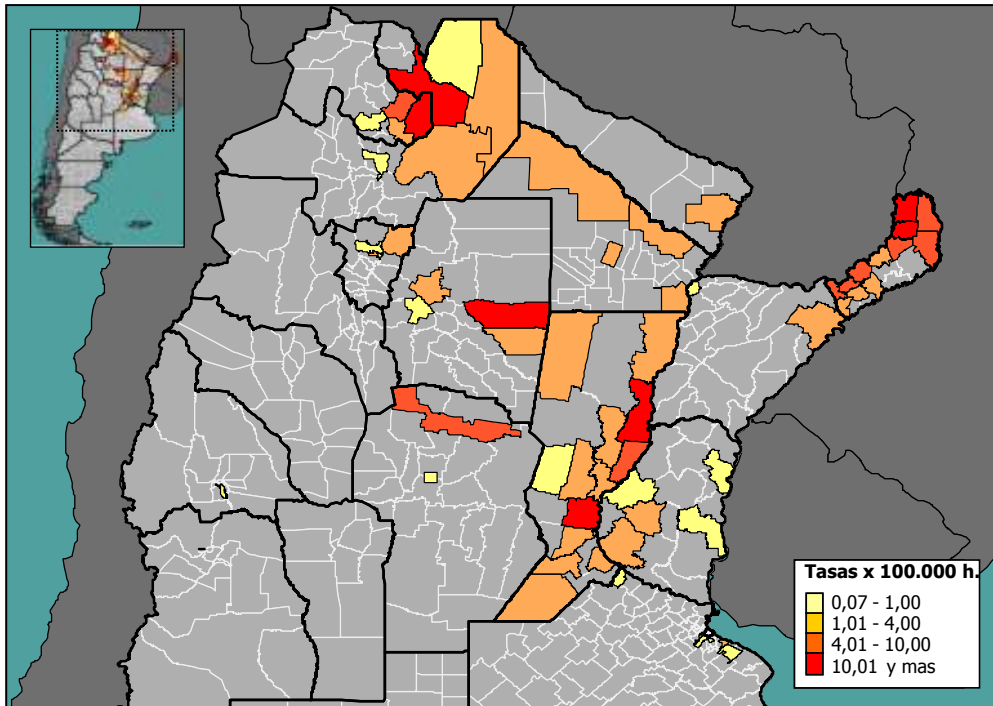 Tasas x 100.000 h.
0,07 - 1,00
1,01 - 4,00
4,01 - 10,00
10,01 y mas